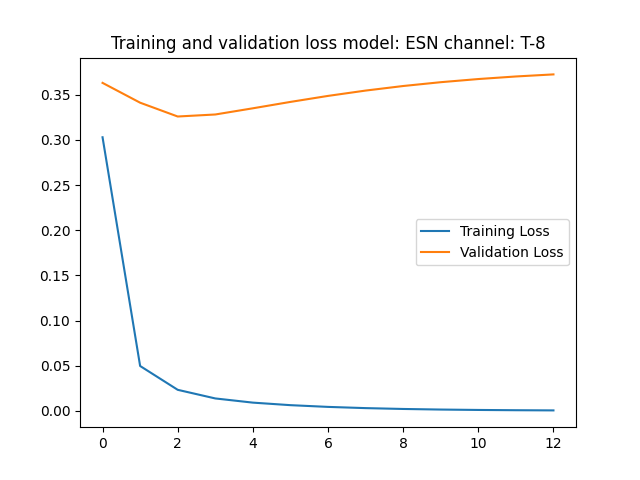 Training and validation loss model: ESN channel: T-8
0.35
0.30
0.25
0.20
0.15
0.10
0.05
0.00
Training Loss
Validation Loss
0 2 4 6 8 10 12